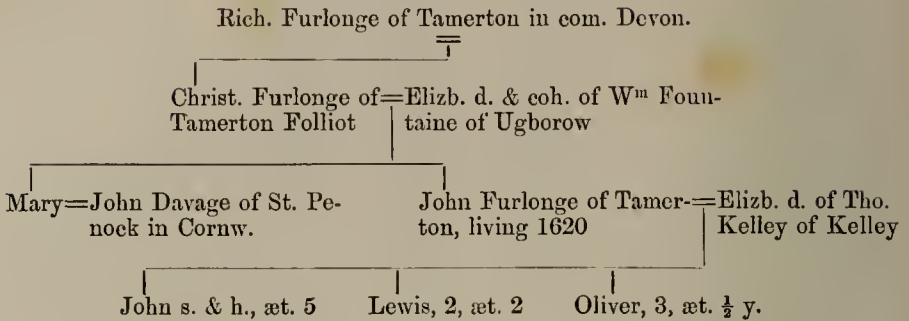 Rich. Furlonge of Tamerton in com. Devon.
Christ. Furlonge of=Elizb. d. & coh. of Wᵐ Foun-
Tamerton Folliot taine of Ugborow
Mary=John Davage of St. Pe-
nock in Cornw.
John Furlonge of Tamer-=Elizb. d. of Tho.
ton, living 1620 Kelley of Kelley
John s. & h., æt. 5 Lewis, 2, æt. 2 Oliver, 3, æt. ½ y.